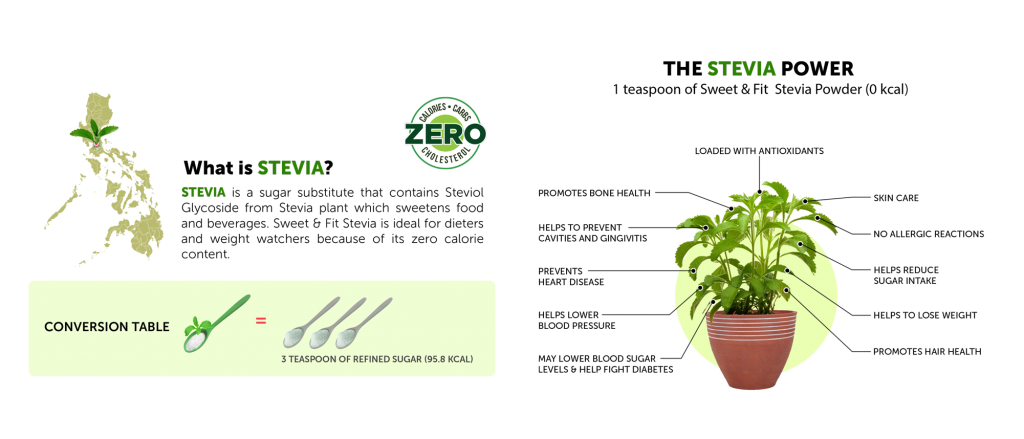 CALORIES • CARBS
ZERO
CHOLESTEROL
What is STEVIA?
STEVIA is a sugar substitute that contains Steviol
Glycoside from Stevia plant which sweetens food
and beverages. Sweet & Fit Stevia is ideal for dieters
and weight watchers because of its zero calorie
content.
CONVERSION TABLE
=
3 TEASPOON OF REFINED SUGAR (95.8 KCAL)
THE STEVIA POWER
1 teaspoon of Sweet & Fit Stevia Powder (0 kcal)
LOADED WITH ANTIOXIDANTS
PROMOTES BONE HEALTH
HELPS TO PREVENT
CAVITIES AND GINGIVITIS
PREVENTS
HEART DISEASE
HELPS LOWER
BLOOD PRESSURE
MAY LOWER BLOOD SUGAR
LEVELS & HELP FIGHT DIABETES
SKIN CARE
NO ALLERGIC REACTIONS
HELPS REDUCE
SUGAR INTAKE
HELPS TO LOSE WEIGHT
PROMOTES HAIR HEALTH